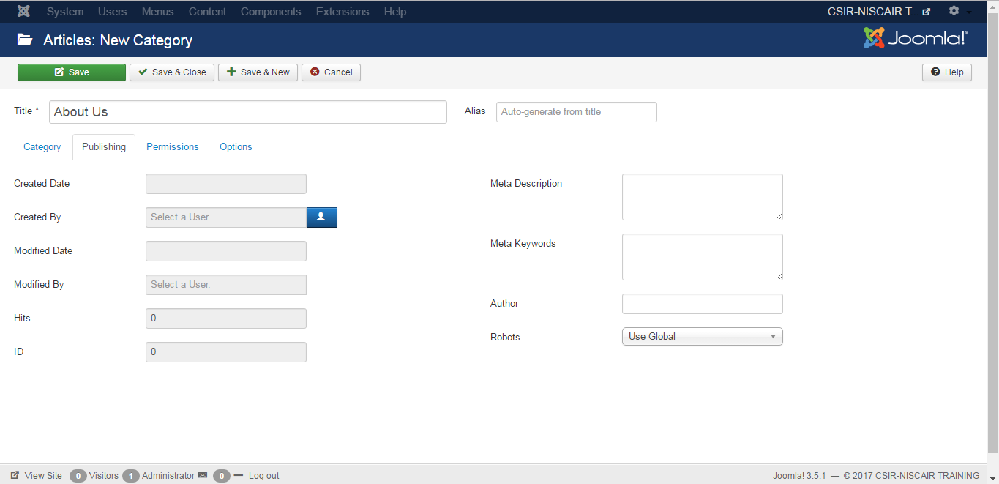 System Users Menus Content Components Extensions Help CSIR-NISCAIR T...
Articles: New Category Joomla!®
Save Save & Close Save & New Cancel Help
Title * About Us Alias Auto-generate from title
Category Publishing Permissions Options
Created Date Meta Description
Created By Select a User.
Modified Date Meta Keywords
Modified By Select a User.
Author
Hits 0
Robots Use Global
ID 0
View Site 0 Visitors 1 Administrator 0 Log out Joomla! 3.5.1 — © 2017 CSIR-NISCAIR TRAINING